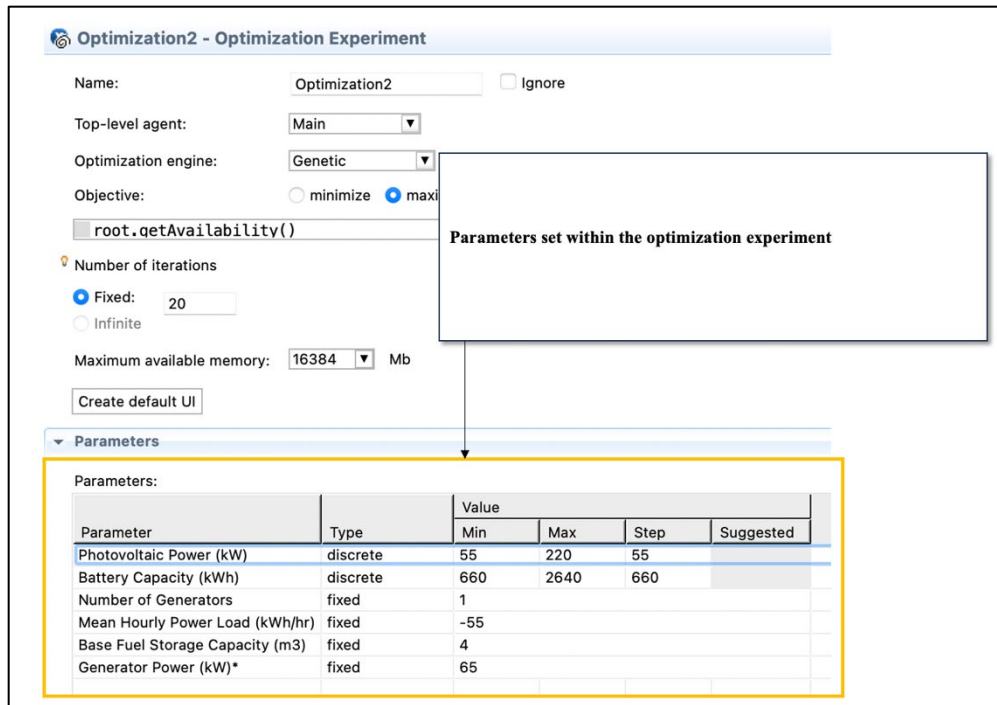 Optimization2 - Optimization Experiment
Name: Optimization2 Ignore
Top-level agent: Main
Optimization engine: Genetic
Objective: minimize maxi
root.getAvailability()
Parameters set within the optimization experiment
Number of iterations
Fixed: 20
Infinite
Maximum available memory: 16384 Mb
Create default UI
Parameters
Parameters:
Value
Parameter Type Min Max Step Suggested
Photovoltaic Power (kW) discrete 55 220 55
Battery Capacity (kWh) discrete 660 2640 660
Number of Generators fixed 1
Mean Hourly Power Load (kWh/hr) fixed -55
Base Fuel Storage Capacity (m3) fixed 4
Generator Power (kW)* fixed 65